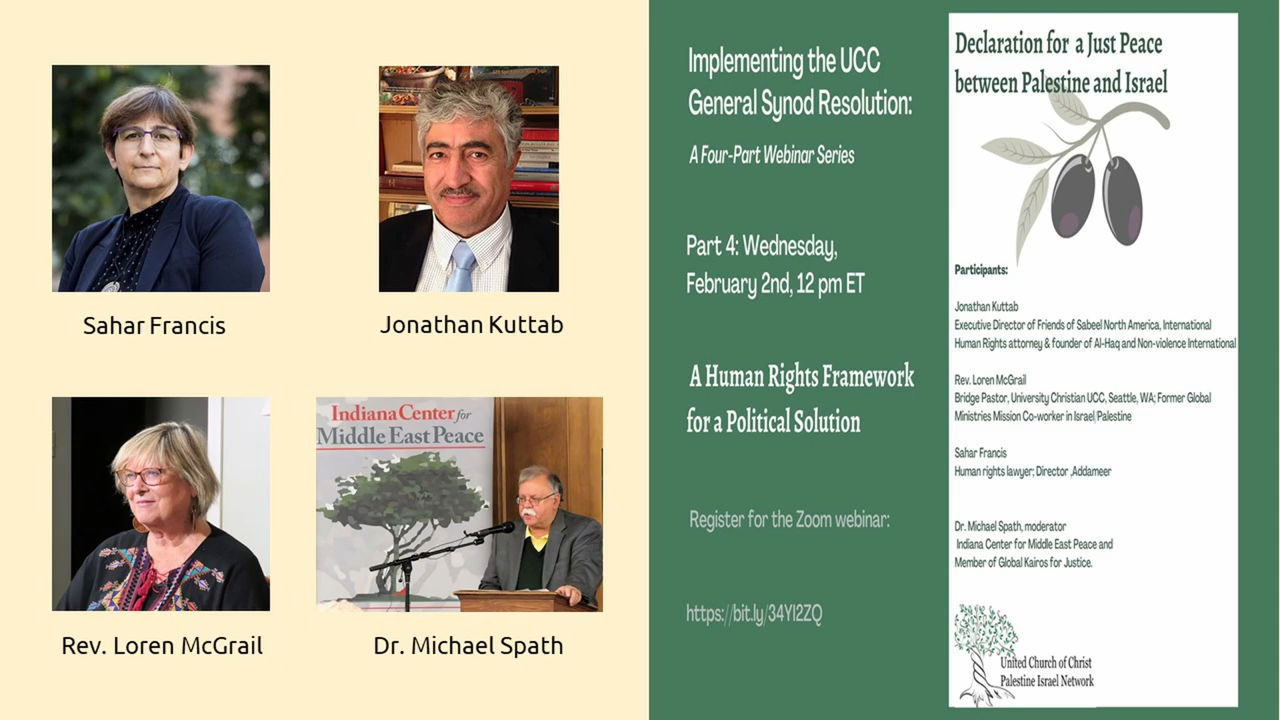 Sahar Francis
Jonathan Kuttab
Indiana Center for
Middle East Peace
Rev. Loren McGrail
Dr. Michael Spath
Implementing the UCC
General Synod Resolution:
A Four-Part Webinar Series
Part 4: Wednesday,
February 2nd, 12 pm ET
A Human Rights Framework
for a Political Solution
Register for the Zoom webinar:
https://bit.ly/34YI2ZQ
Declaration for a Just Peace
between Palestine and Israel
Participants:
Jonathan Kuttab
Executive Director of Friends of Sabeel North America, International
Human Rights attorney & founder of Al-Haq and Non-violence International
Rev. Loren McGrail
Bridge Pastor, University Christian UCC, Seattle, WA; Former Global
Ministries Mission Co-worker in Israel/Palestine
Sahar Francis
Human rights lawyer; Director ,Addameer
Dr. Michael Spath, moderator
Indiana Center for Middle East Peace and
Member of Global Kairos for Justice.
United Church of Christ
Palestine Israel Network